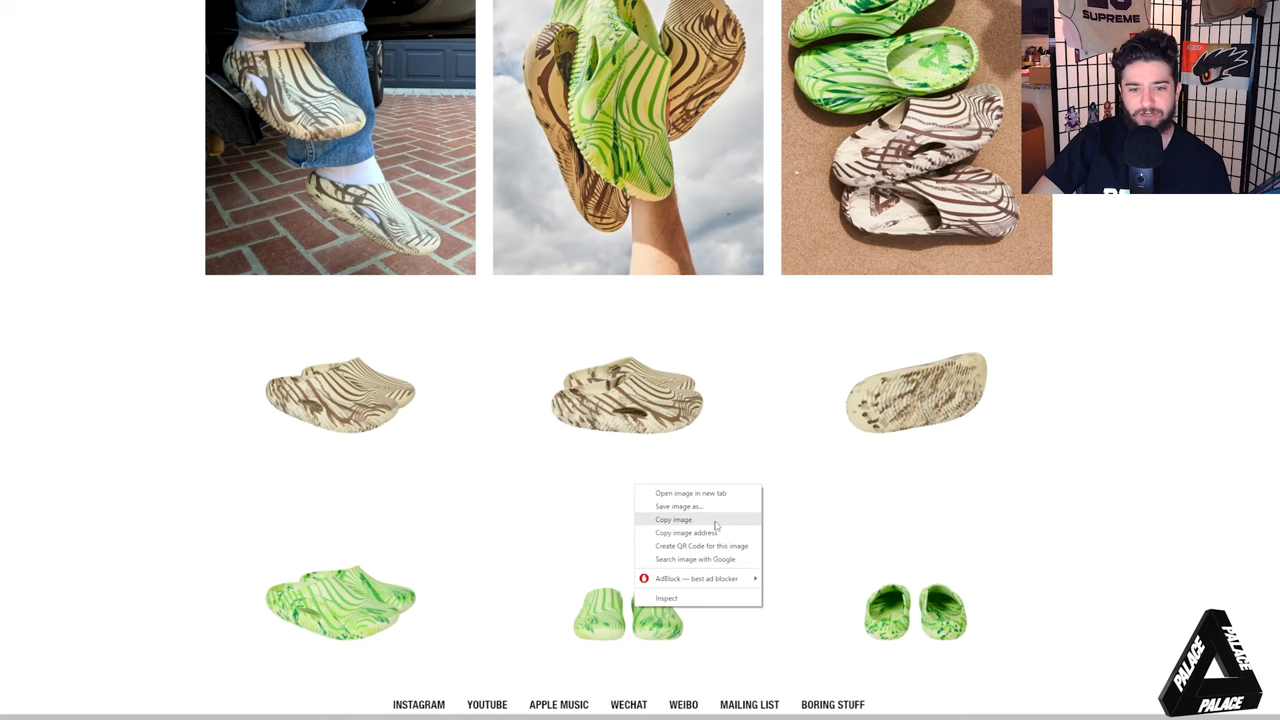 SUPREME
Open image in new tab
Save image as...
Copy image
Copy image address
Create QR Code for this image
Search image with Google
AdBlock — best ad blocker
Inspect
INSTAGRAM YOUTUBE APPLE MUSIC WECHAT WEIBO MAILING LIST BORING STUFF
PALACE
PALACE
PALACE